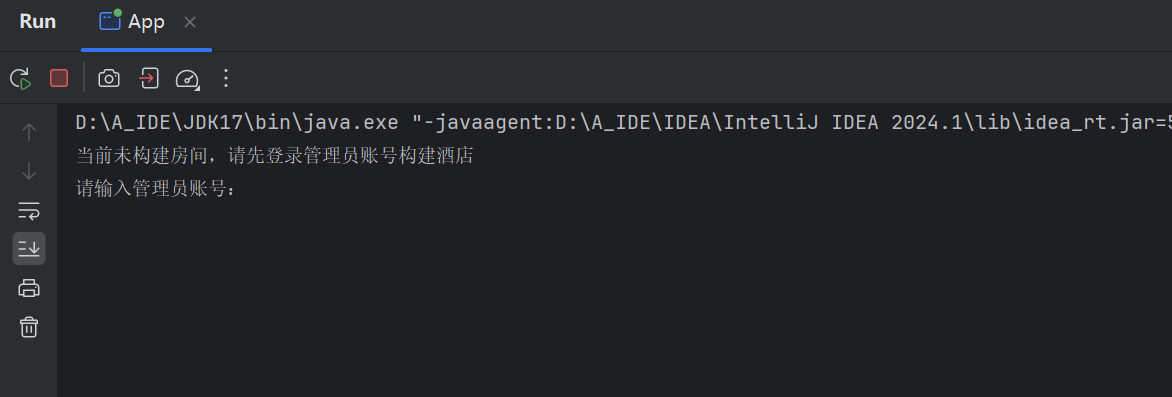 Run App
D:\A_IDE\JDK17\bin\java.exe "-javaagent:D:\A_IDE\IDEA\IntelliJ IDEA 2024.1\lib\idea_rt.jar=5
当前未构建房间，请先登录管理员账号构建酒店
请输入管理员账号：